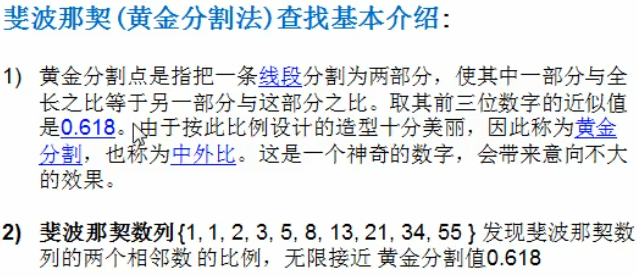 斐波那契(黄金分割法)查找基本介绍:
1) 黄金分割点是指把一条线段分割为两部分，使其中一部分与全
长之比等于另一部分与这部分之比。取其前三位数字的近似值
是0.618。由于按此比例设计的造型十分美丽，因此称为黄金
分割，也称为中外比。这是一个神奇的数字，会带来意向不大
的效果。
2) 斐波那契数列{1, 1, 2, 3, 5, 8, 13, 21, 34, 55 } 发现斐波那契数
列的两个相邻数 的比例，无限接近 黄金分割值0.618